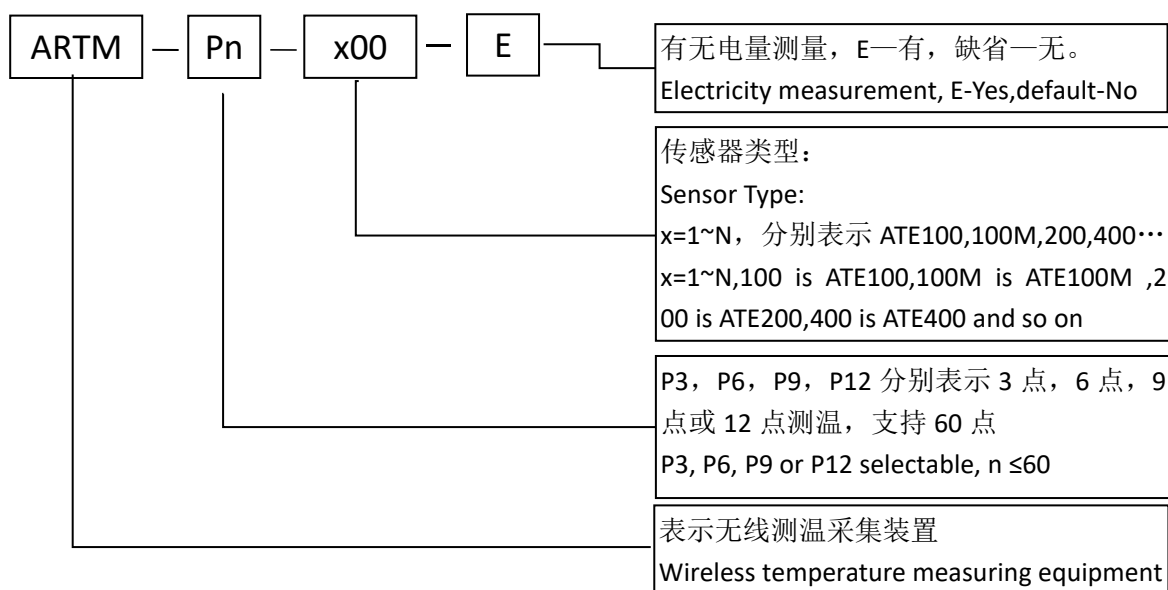 ARTM — Pn — x00 — E
有无电量测量，E—有，缺省—无。
Electricity measurement, E-Yes,default-No
传感器类型：
Sensor Type:
x=1~N，分别表示 ATE100,100M,200,400…
x=1~N,100 is ATE100,100M is ATE100M ,2
00 is ATE200,400 is ATE400 and so on
P3，P6，P9，P12 分别表示 3 点，6 点，9
点或 12 点测温，支持 60 点
P3, P6, P9 or P12 selectable, n ≤60
表示无线测温采集装置
Wireless temperature measuring equipment